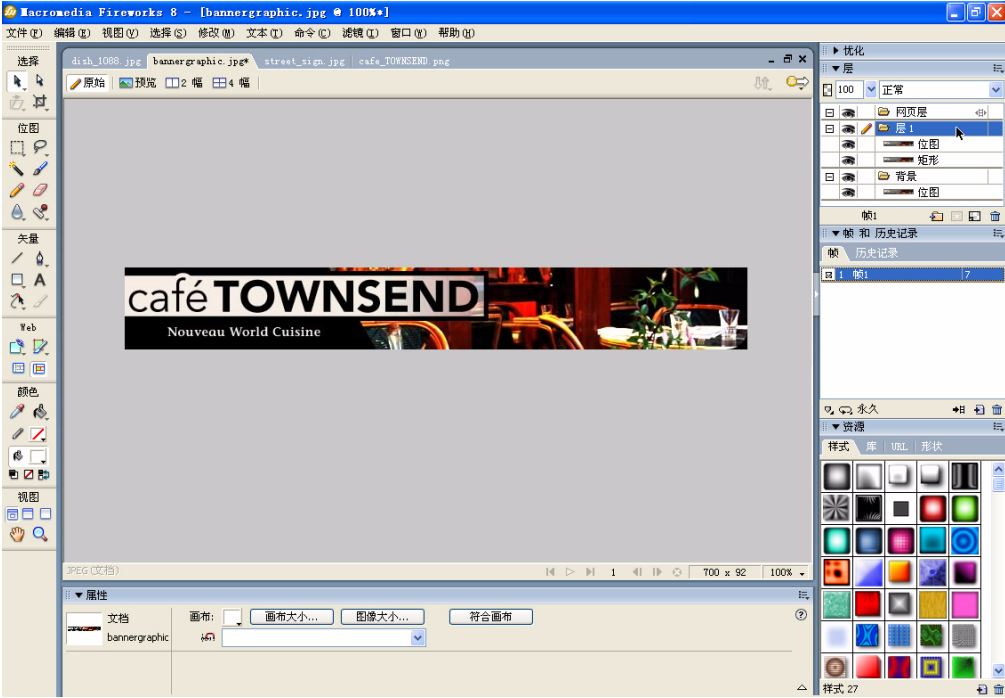 Macromedia Fireworks 8 - [bannergraphic.jpg @ 100%*]
文件(F) 编辑(E) 视图(V) 选择(S) 修改(M) 文本(T) 命令(C) 滤镜(I) 窗口(W) 帮助(H)
选择
dish_1088.jpg bannergraphic.jpg* street_sign.jpg cafe_TOWNSEND.png
原始 预览 2 幅 4 幅
位图
矢量
Web
颜色
视图
café TOWNSEND
Nouveau World Cuisine
JPEG (文档)
1 700 x 92 100%
属性
文档
bannergraphic
画布: 画布大小... 图像大小... 符合画布
优化
层
100 正常
网页层
层 1
位图
矩形
背景
位图
帧1
帧 和 历史记录
帧 历史记录
1 帧1 7
永久
资源
样式 库 URL 形状
样式 27